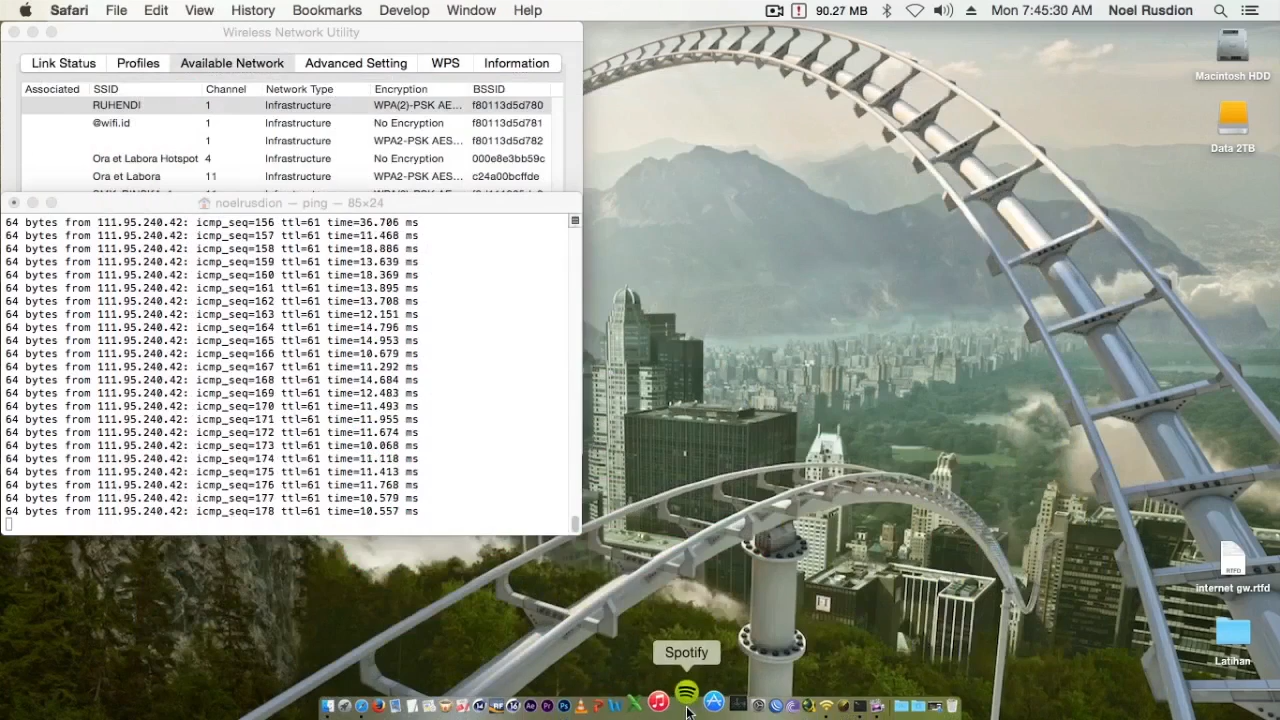 Safari File Edit View History Bookmarks Develop Window Help 90.27 MB Mon 7:45:30 AM Noel Rusdion
Wireless Network Utility
Link Status Profiles Available Network Advanced Setting WPS Information
Associated SSID Channel Network Type Encryption BSSID
RUHENDI 1 Infrastructure WPA(2)-PSK AE... f80113d5d780
@wifi.id 1 Infrastructure No Encryption f80113d5d781
1 Infrastructure WPA2-PSK AES... f80113d5d782
Ora et Labora Hotspot 4 Infrastructure No Encryption 000e8e3bb59c
Ora et Labora 11 Infrastructure WPA2-PSK AES... c24a00bcffde
noelrusdion — ping — 85×24
64 bytes from 111.95.240.42: icmp_seq=156 ttl=61 time=36.706 ms
64 bytes from 111.95.240.42: icmp_seq=157 ttl=61 time=11.468 ms
64 bytes from 111.95.240.42: icmp_seq=158 ttl=61 time=18.886 ms
64 bytes from 111.95.240.42: icmp_seq=159 ttl=61 time=13.639 ms
64 bytes from 111.95.240.42: icmp_seq=160 ttl=61 time=18.369 ms
64 bytes from 111.95.240.42: icmp_seq=161 ttl=61 time=13.895 ms
64 bytes from 111.95.240.42: icmp_seq=162 ttl=61 time=13.708 ms
64 bytes from 111.95.240.42: icmp_seq=163 ttl=61 time=12.151 ms
64 bytes from 111.95.240.42: icmp_seq=164 ttl=61 time=14.796 ms
64 bytes from 111.95.240.42: icmp_seq=165 ttl=61 time=14.953 ms
64 bytes from 111.95.240.42: icmp_seq=166 ttl=61 time=10.679 ms
64 bytes from 111.95.240.42: icmp_seq=167 ttl=61 time=11.292 ms
64 bytes from 111.95.240.42: icmp_seq=168 ttl=61 time=14.684 ms
64 bytes from 111.95.240.42: icmp_seq=169 ttl=61 time=12.483 ms
64 bytes from 111.95.240.42: icmp_seq=170 ttl=61 time=11.493 ms
64 bytes from 111.95.240.42: icmp_seq=171 ttl=61 time=11.955 ms
64 bytes from 111.95.240.42: icmp_seq=172 ttl=61 time=11.674 ms
64 bytes from 111.95.240.42: icmp_seq=173 ttl=61 time=10.068 ms
64 bytes from 111.95.240.42: icmp_seq=174 ttl=61 time=11.118 ms
64 bytes from 111.95.240.42: icmp_seq=175 ttl=61 time=11.413 ms
64 bytes from 111.95.240.42: icmp_seq=176 ttl=61 time=11.768 ms
64 bytes from 111.95.240.42: icmp_seq=177 ttl=61 time=10.579 ms
64 bytes from 111.95.240.42: icmp_seq=178 ttl=61 time=10.557 ms
Macintosh HDD
Data 2TB
RTFD
internet gw.rtfd
Latihan
Spotify